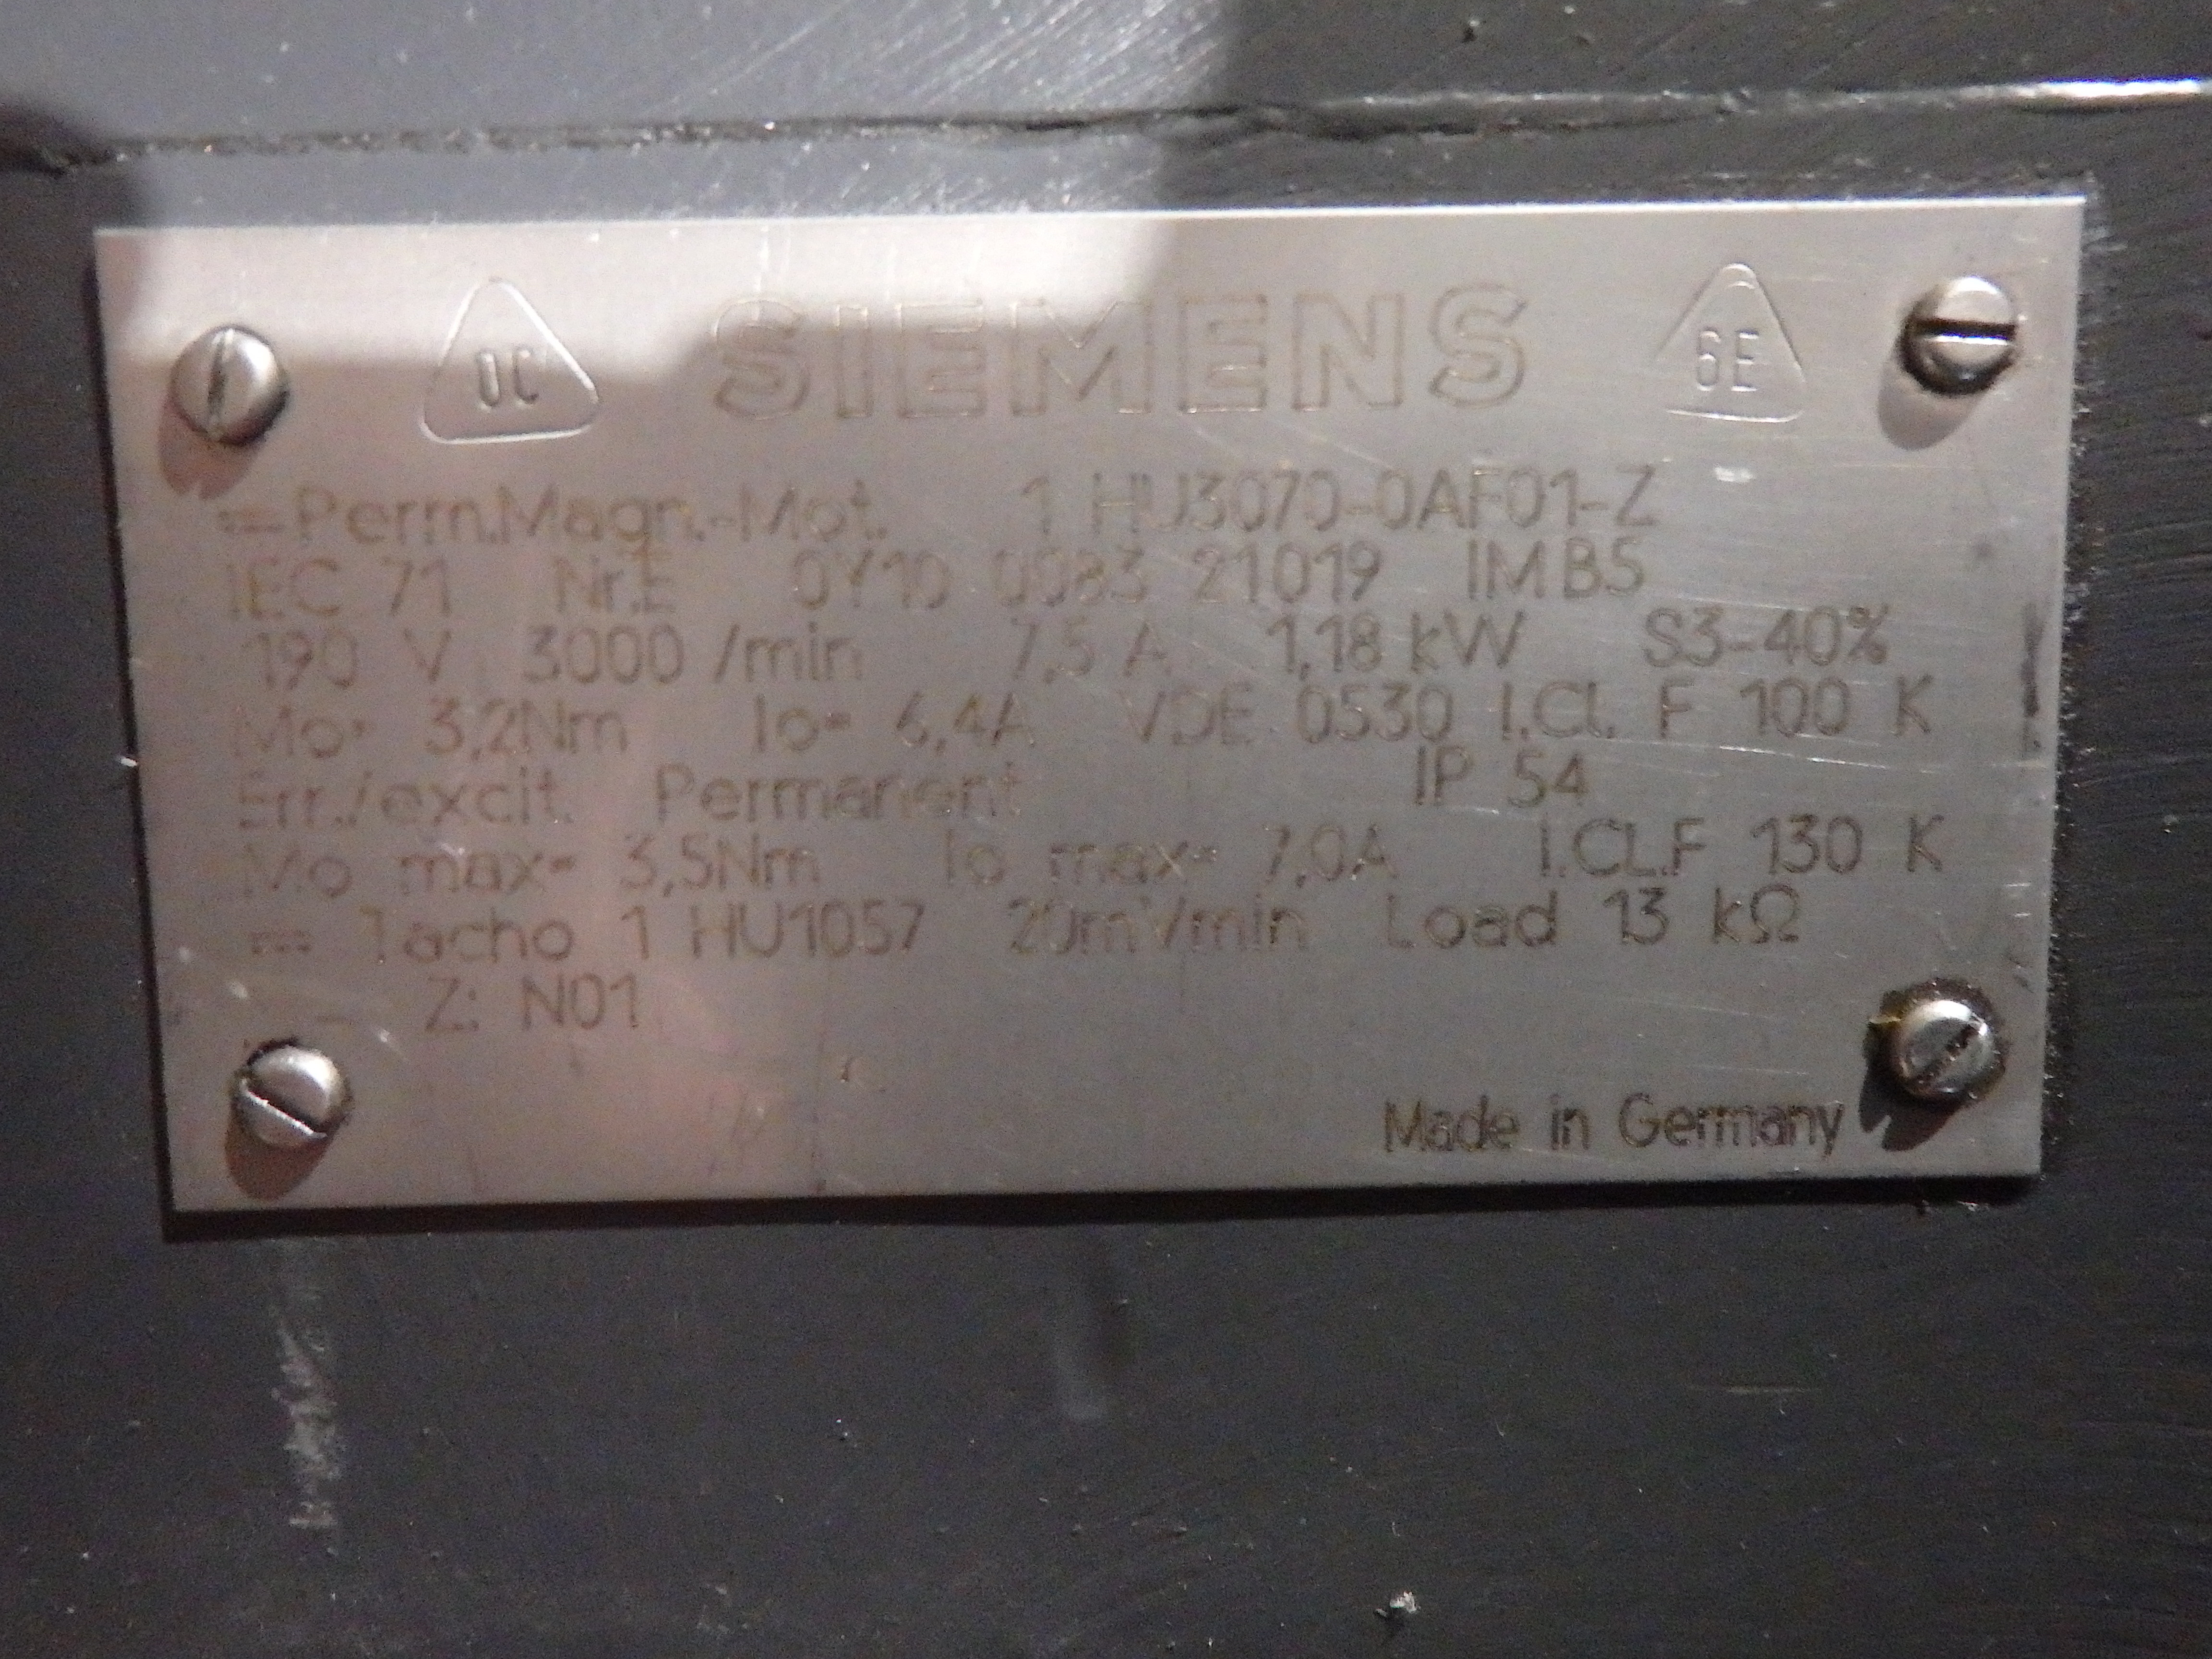 0C SIEMENS 6E
=Perm.Magn.-Mot. 1 HU3070-0AF01-Z
IEC 71 Nr.E 0Y10 0083 21019 IMB5
190 V 3000 /min 7,5 A 1,18 kW S3-40%
Mo= 3,2Nm Io= 6,4A VDE 0530 I.Cl. F 100 K
Err./excit. Permanent IP 54
Mo max= 3,5Nm Io max= 7,0A I.CL.F 130 K
= Tacho 1 HU1057 20mV/min Load 13 kΩ
Z: N01
Made in Germany